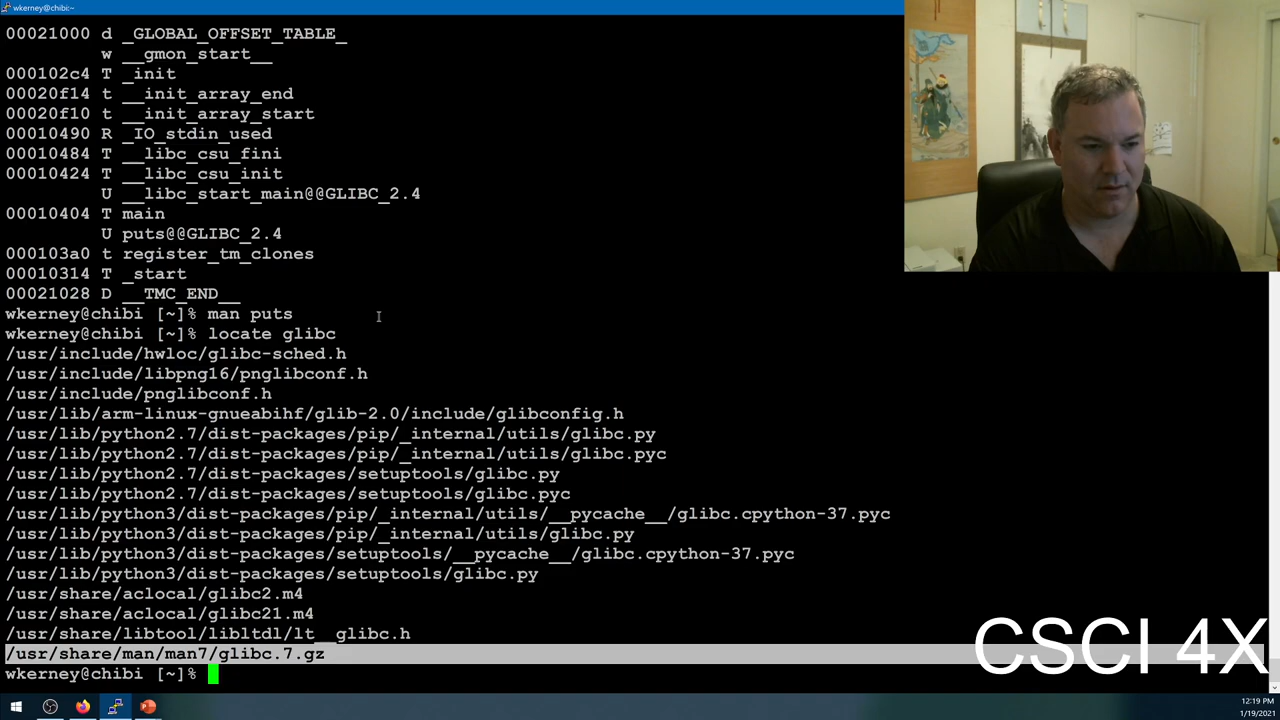 wkerney@chibi:~
00021000 d _GLOBAL_OFFSET_TABLE_
w __gmon_start__
000102c4 T _init
00020f14 t __init_array_end
00020f10 t __init_array_start
00010490 R _IO_stdin_used
00010484 T __libc_csu_fini
00010424 T __libc_csu_init
U __libc_start_main@@GLIBC_2.4
00010404 T main
U puts@@GLIBC_2.4
000103a0 t register_tm_clones
00010314 T _start
00021028 D __TMC_END__
wkerney@chibi [~]% man puts
wkerney@chibi [~]% locate glibc
/usr/include/hwloc/glibc-sched.h
/usr/include/libpng16/pnglibconf.h
/usr/include/pnglibconf.h
/usr/lib/arm-linux-gnueabihf/glib-2.0/include/glibconfig.h
/usr/lib/python2.7/dist-packages/pip/_internal/utils/glibc.py
/usr/lib/python2.7/dist-packages/pip/_internal/utils/glibc.pyc
/usr/lib/python2.7/dist-packages/setuptools/glibc.py
/usr/lib/python2.7/dist-packages/setuptools/glibc.pyc
/usr/lib/python3/dist-packages/pip/_internal/utils/__pycache__/glibc.cpython-37.pyc
/usr/lib/python3/dist-packages/pip/_internal/utils/glibc.py
/usr/lib/python3/dist-packages/setuptools/__pycache__/glibc.cpython-37.pyc
/usr/lib/python3/dist-packages/setuptools/glibc.py
/usr/share/aclocal/glibc2.m4
/usr/share/aclocal/glibc21.m4
/usr/share/libtool/libltdl/lt__glibc.h
/usr/share/man/man7/glibc.7.gz
wkerney@chibi [~]%
CSCI 4X
12:19 PM
1/19/2021